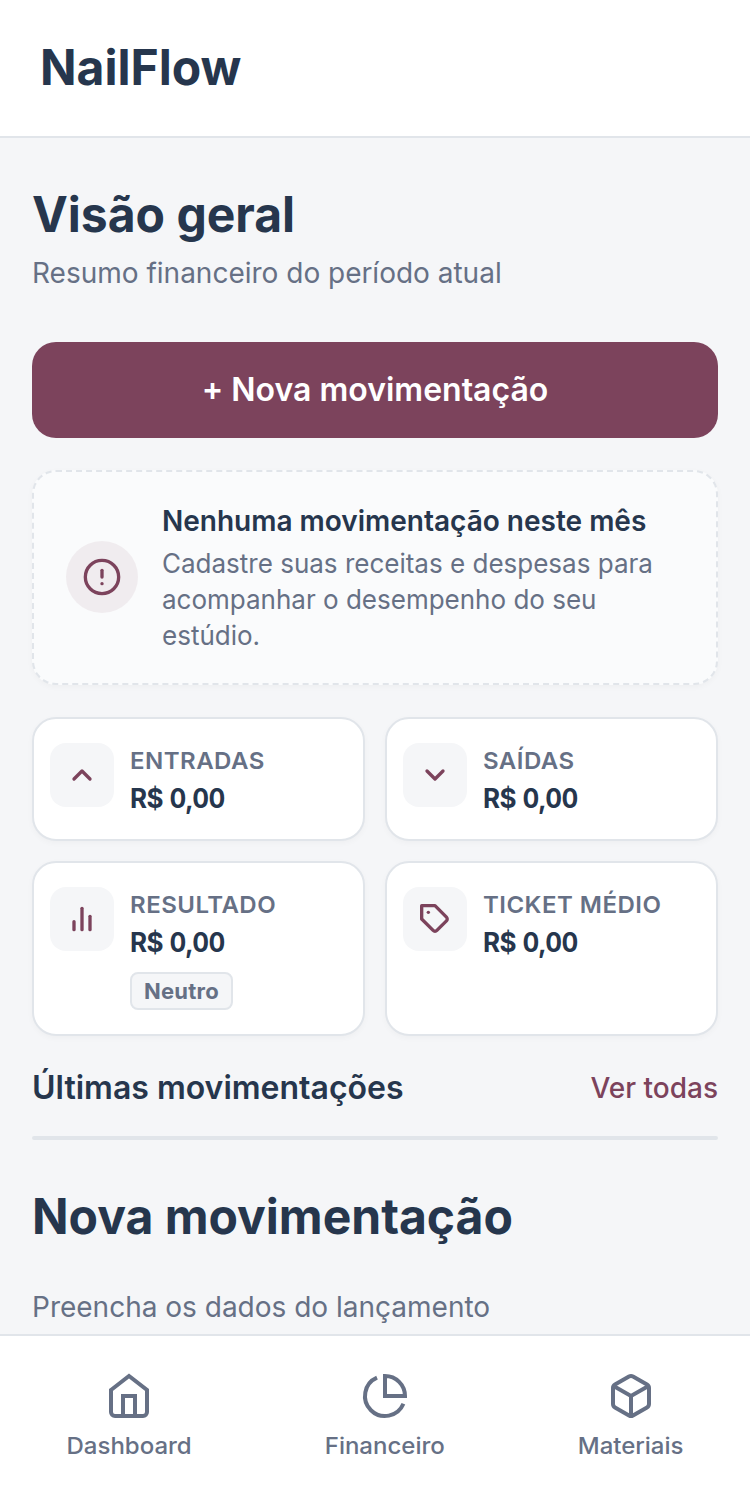 NailFlow
Visão geral
Resumo financeiro do período atual
+ Nova movimentação
Nenhuma movimentação neste mês
Cadastre suas receitas e despesas para
acompanhar o desempenho do seu
estúdio.
ENTRADAS
R$ 0,00
SAÍDAS
R$ 0,00
RESULTADO
R$ 0,00
Neutro
TICKET MÉDIO
R$ 0,00
Últimas movimentações
Ver todas
Nova movimentação
Preencha os dados do lançamento
Dashboard
Financeiro
Materiais